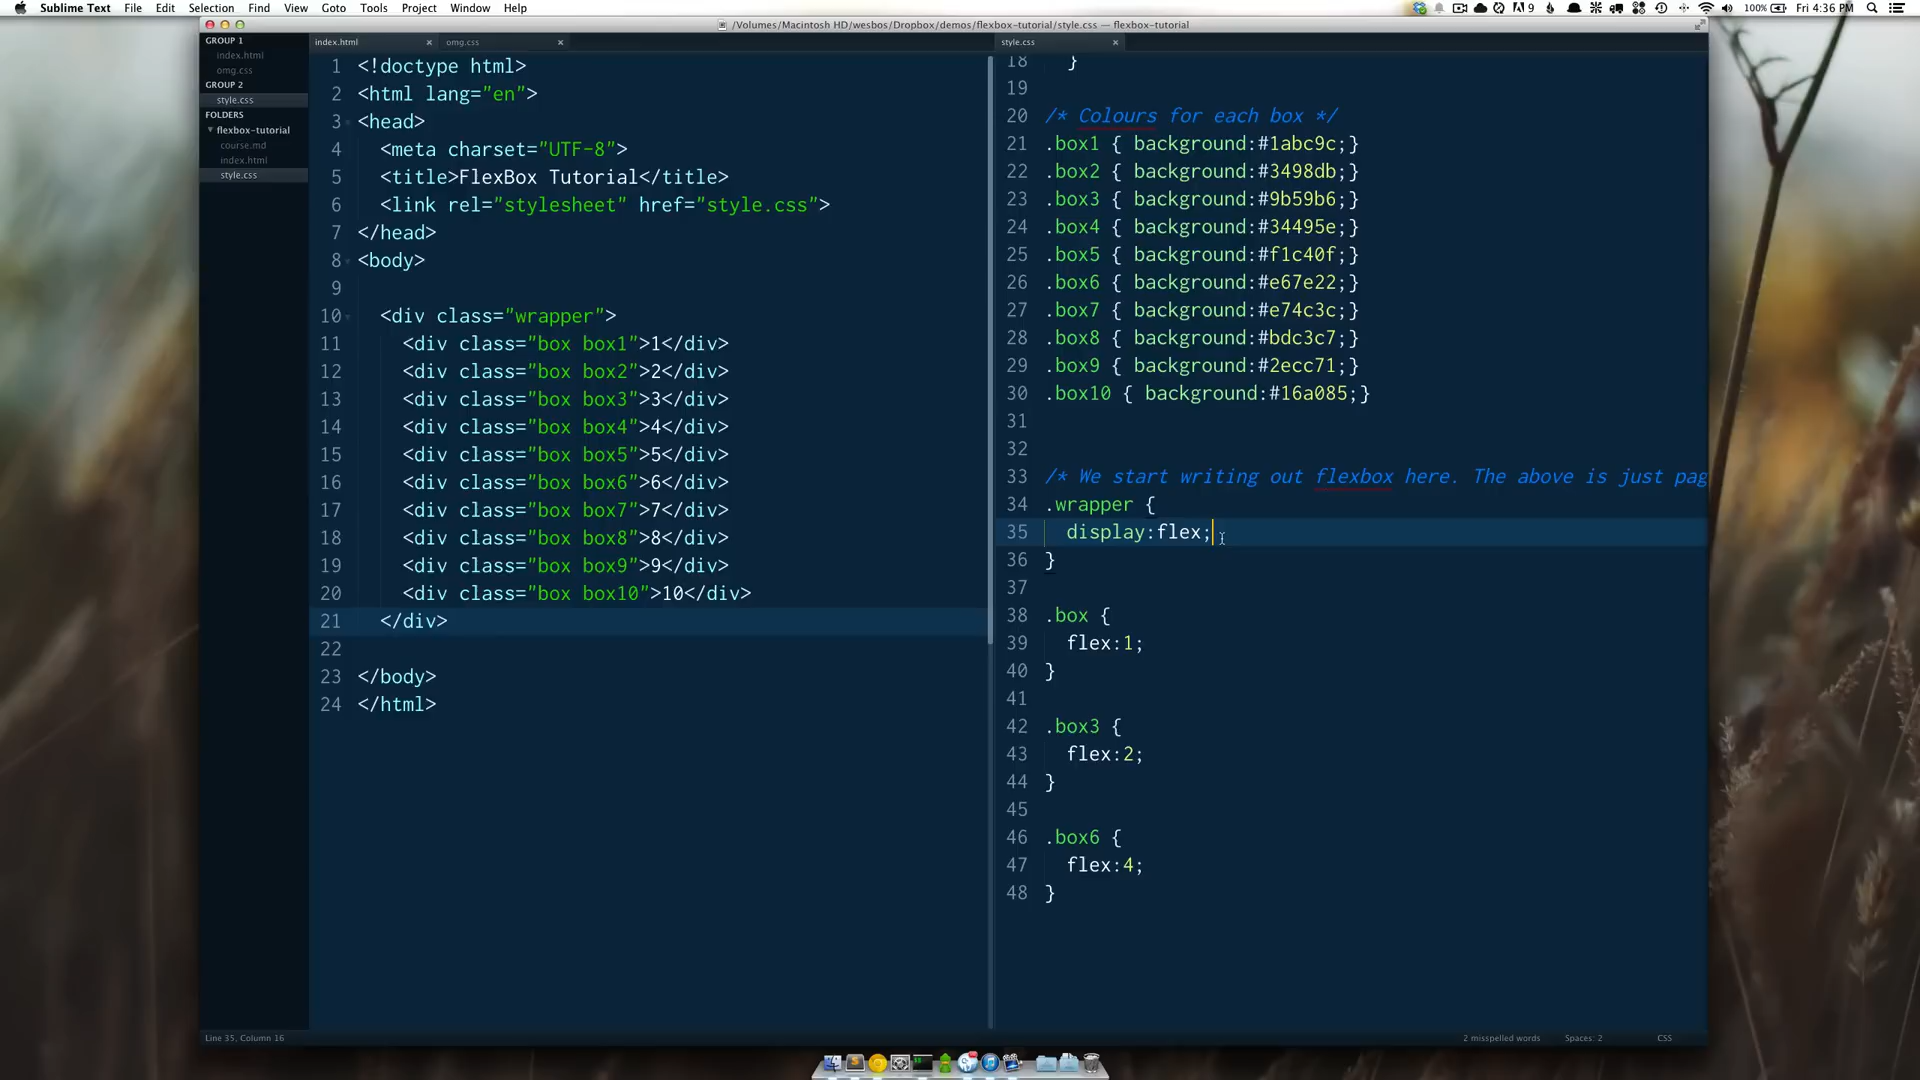 Sublime Text File Edit Selection Find View Goto Tools Project Window Help 9 100% Fri 4:36 PM
/Volumes/Macintosh HD/wesbos/Dropbox/demos/flexbox-tutorial/style.css — flexbox-tutorial
GROUP 1
index.html
omg.css
GROUP 2
style.css
FOLDERS
flexbox-tutorial
course.md
index.html
style.css
index.html omg.css
1 <!doctype html>
2 <html lang="en">
3 <head>
4 <meta charset="UTF-8">
5 <title>FlexBox Tutorial</title>
6 <link rel="stylesheet" href="style.css">
7 </head>
8 <body>
9
10 <div class="wrapper">
11 <div class="box box1">1</div>
12 <div class="box box2">2</div>
13 <div class="box box3">3</div>
14 <div class="box box4">4</div>
15 <div class="box box5">5</div>
16 <div class="box box6">6</div>
17 <div class="box box7">7</div>
18 <div class="box box8">8</div>
19 <div class="box box9">9</div>
20 <div class="box box10">10</div>
21 </div>
22
23 </body>
24 </html>
style.css
18 }
19
20 /* Colours for each box */
21 .box1 { background:#1abc9c;}
22 .box2 { background:#3498db;}
23 .box3 { background:#9b59b6;}
24 .box4 { background:#34495e;}
25 .box5 { background:#f1c40f;}
26 .box6 { background:#e67e22;}
27 .box7 { background:#e74c3c;}
28 .box8 { background:#bdc3c7;}
29 .box9 { background:#2ecc71;}
30 .box10 { background:#16a085;}
31
32
33 /* We start writing out flexbox here. The above is just pag
34 .wrapper {
35 display:flex;
36 }
37
38 .box {
39 flex:1;
40 }
41
42 .box3 {
43 flex:2;
44 }
45
46 .box6 {
47 flex:4;
48 }
Line 35, Column 16 2 misspelled words Spaces: 2 CSS